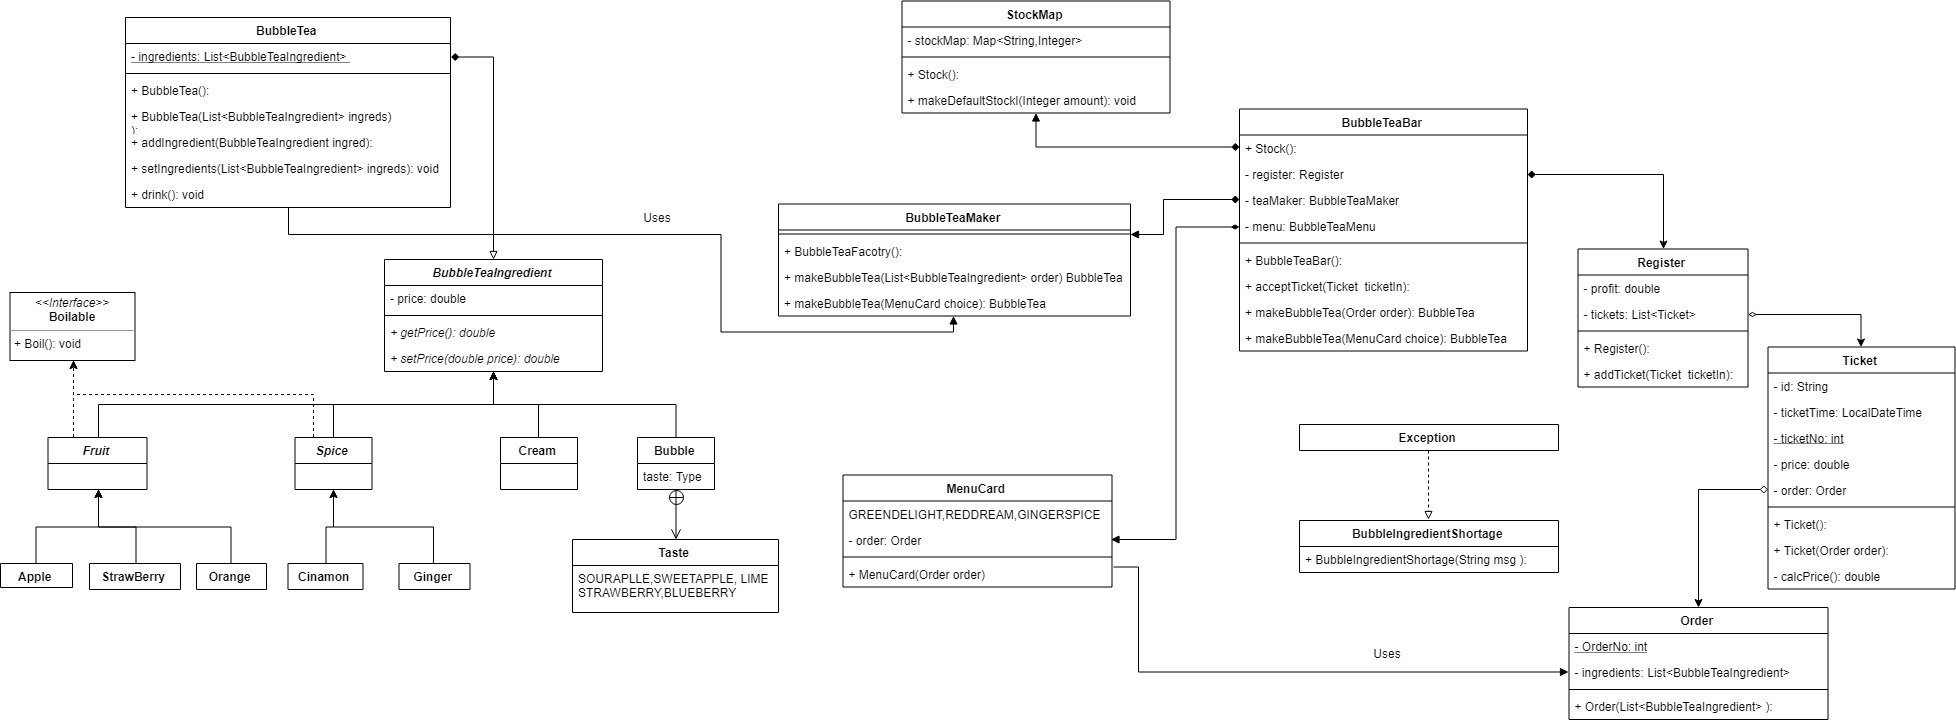 BubbleTea
- ingredients: List<BubbleTeaIngredient>
+ BubbleTea():
+ BubbleTea(List<BubbleTeaIngredient> ingreds)
):
+ addIngredient(BubbleTeaIngredient ingred):
+ setIngredients(List<BubbleTeaIngredient> ingreds): void
+ drink(): void
StockMap
- stockMap: Map<String,Integer>
+ Stock():
+ makeDefaultStockI(Integer amount): void
BubbleTeaBar
+ Stock():
- register: Register
- teaMaker: BubbleTeaMaker
- menu: BubbleTeaMenu
+ BubbleTeaBar():
+ acceptTicket(Ticket ticketIn):
+ makeBubbleTea(Order order): BubbleTea
+ makeBubbleTea(MenuCard choice): BubbleTea
Uses
BubbleTeaMaker
+ BubbleTeaFacotry():
+ makeBubbleTea(List<BubbleTeaIngredient> order) BubbleTea
+ makeBubbleTea(MenuCard choice): BubbleTea
Register
- profit: double
- tickets: List<Ticket>
+ Register():
+ addTicket(Ticket ticketIn):
BubbleTeaIngredient
- price: double
+ getPrice(): double
+ setPrice(double price): double
<<Interface>>
Boilable
+ Boil(): void
Ticket
- id: String
- ticketTime: LocalDateTime
- ticketNo: int
- price: double
- order: Order
+ Ticket():
+ Ticket(Order order):
- calcPrice(): double
Fruit
Spice
Cream
Bubble
taste: Type
Exception
MenuCard
GREENDELIGHT,REDDREAM,GINGERSPICE
- order: Order
+ MenuCard(Order order)
BubbleIngredientShortage
+ BubbleIngredientShortage(String msg ):
Taste
SOURAPLLE,SWEETAPPLE, LIME
STRAWBERRY,BLUEBERRY
Apple
StrawBerry
Orange
Cinamon
Ginger
Uses
Order
- OrderNo: int
- ingredients: List<BubbleTeaIngredient>
+ Order(List<BubbleTeaIngredient> ):